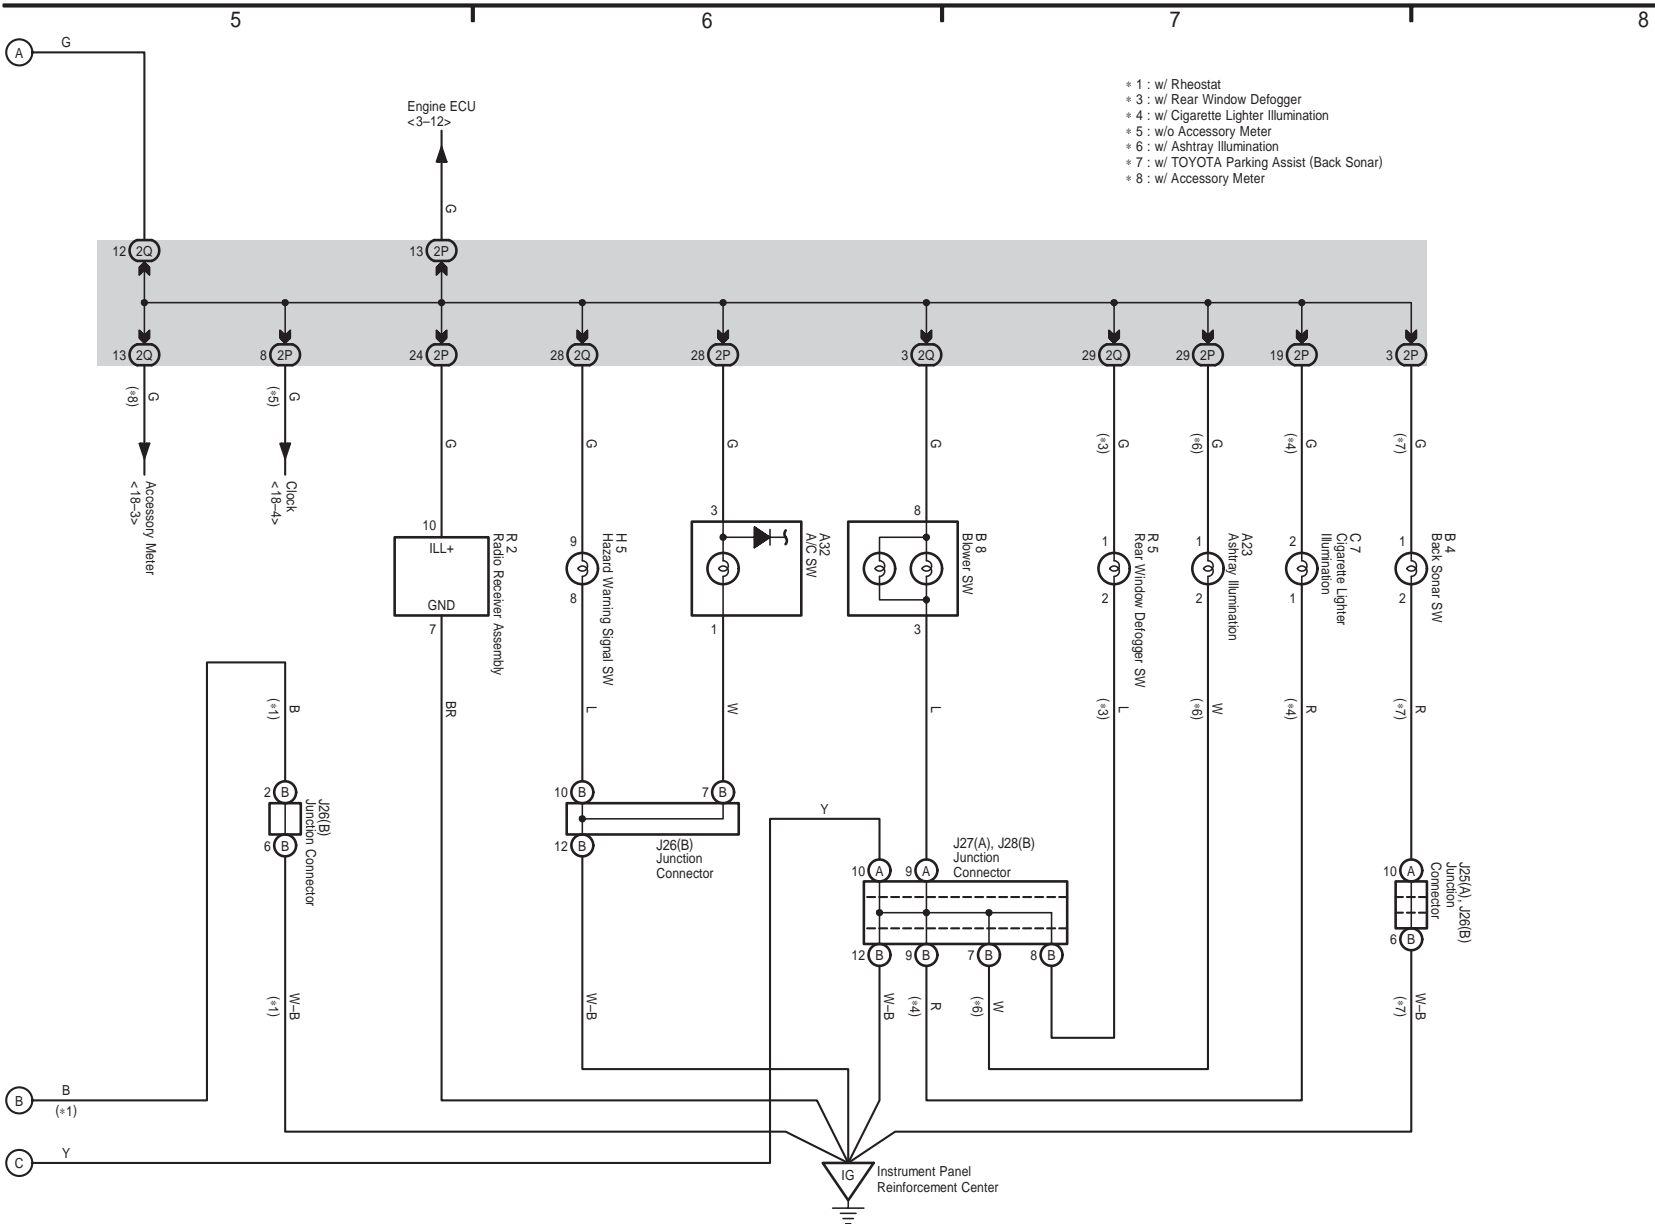 5
6
7
8
A
G
Engine ECU
<3–12>
G
* 1 : w/ Rheostat
* 3 : w/ Rear Window Defogger
* 4 : w/ Cigarette Lighter Illumination
* 5 : w/o Accessory Meter
* 6 : w/ Ashtray Illumination
* 7 : w/ TOYOTA Parking Assist (Back Sonar)
* 8 : w/ Accessory Meter
12 2Q
13 2P
13 2Q
8 2P
24 2P
28 2Q
28 2P
3 2Q
29 2Q
29 2P
19 2P
3 2P
G
(*8)
G
(*5)
G
G
G
G
G
(*3)
G
(*6)
G
(*4)
G
(*7)
Accessory Meter
<18–3>
Clock
<18–4>
10
ILL+
GND
7
R 2
Radio Receiver Assembly
9
8
H 5
Hazard Warning Signal SW
3
1
A32
A/C SW
8
3
B 8
Blower SW
1
2
R 5
Rear Window Defogger SW
1
2
A23
Ashtray Illumination
2
1
C 7
Cigarette Lighter
Illumination
1
2
B 4
Back Sonar SW
B
(*1)
BR
L
W
L
L
(*3)
W
(*6)
R
(*4)
R
(*7)
2 B
6 B
J26(B)
Junction Connector
10 B
7 B
12 B
J26(B)
Junction
Connector
Y
J27(A), J28(B)
Junction
Connector
10 A
9 A
12 B
9 B
7 B
8 B
10 A
6 B
J25(A), J26(B)
Junction
Connector
W–B
(*1)
W–B
W–B
R
(*4)
W
(*6)
W–B
(*7)
B
B
(*1)
C
Y
IG
Instrument Panel
Reinforcement Center